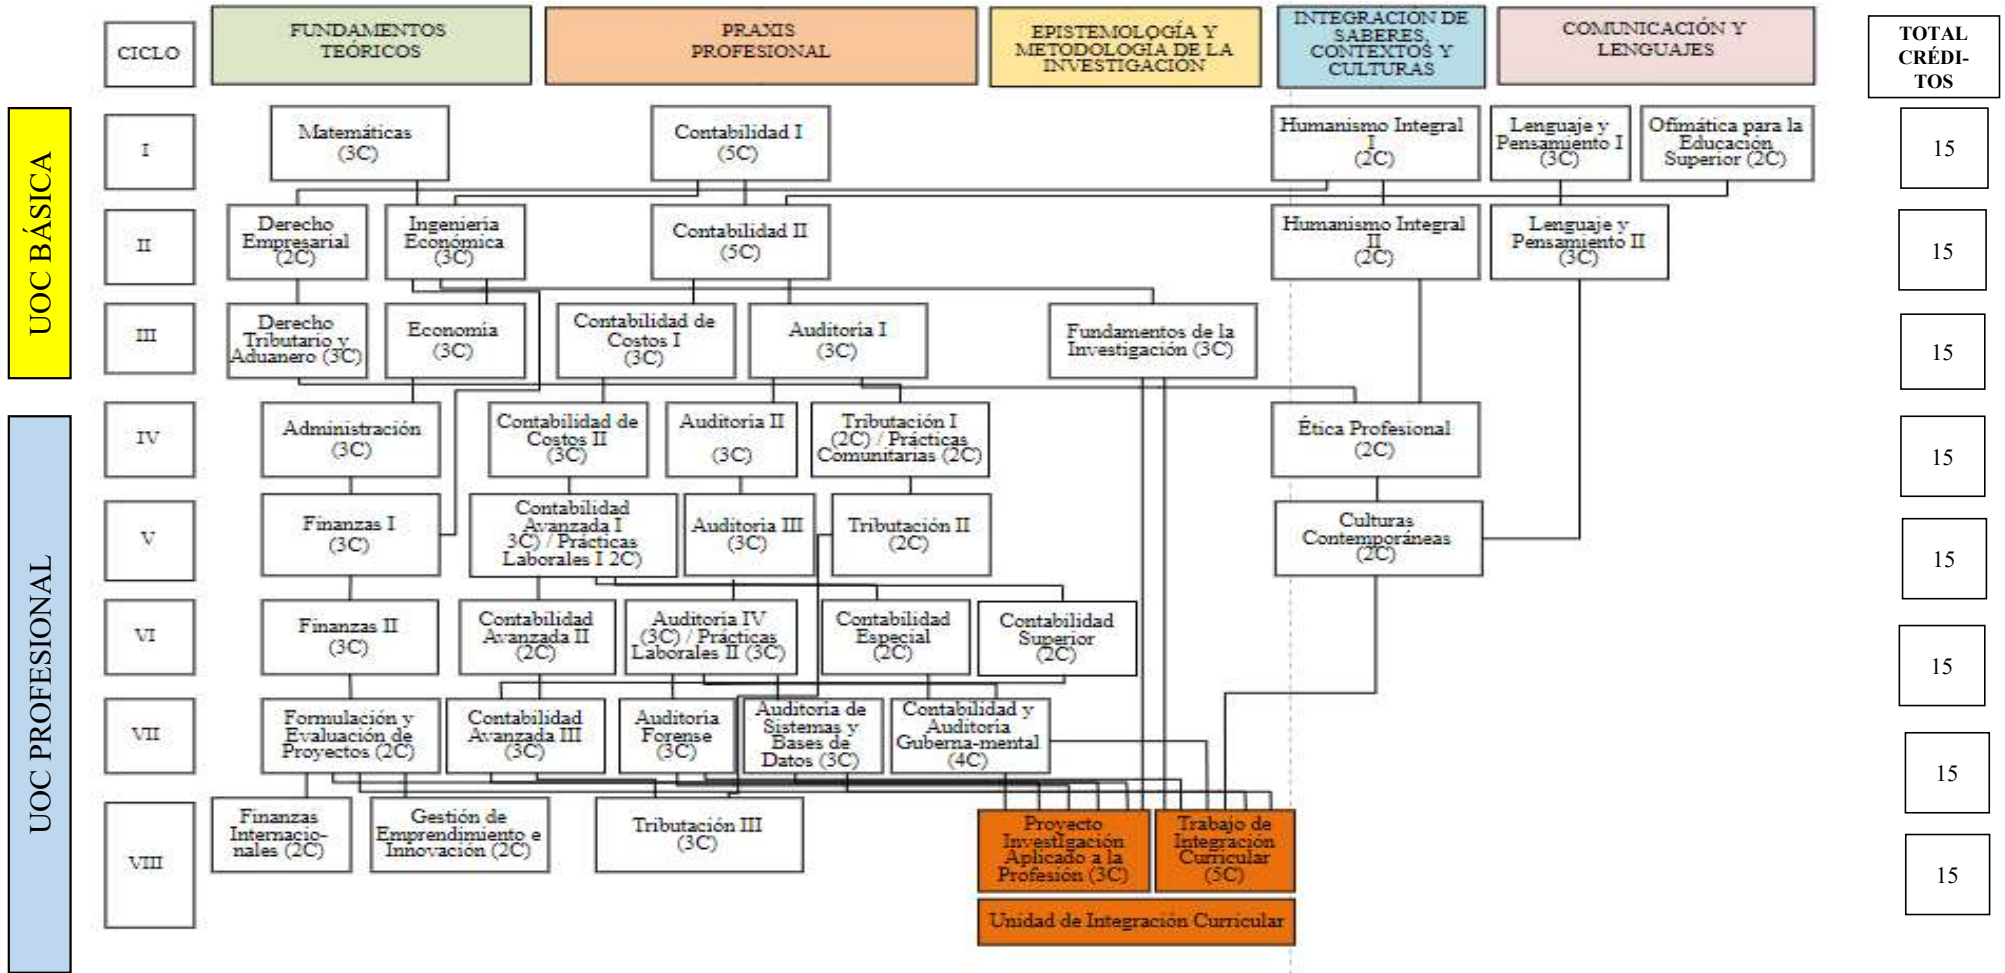 CICLO
FUNDAMENTOS
TEÓRICOS
PRAXIS
PROFESIONAL
EPISTEMOLOGÍA Y
METODOLOGÍA DE LA
INVESTIGACIÓN
INTEGRACIÓN DE
SABERES,
CONTEXTOS Y
CULTURAS
COMUNICACIÓN Y
LENGUAJES
TOTAL
CRÉDI-
TOS
UOC BÁSICA
I
Matemáticas
(3C)
Contabilidad I
(5C)
Humanismo Integral
I
(2C)
Lenguaje y
Pensamiento I
(3C)
Ofimática para la
Educación
Superior (2C)
15
II
Derecho
Empresarial
(2C)
Ingeniería
Económica
(3C)
Contabilidad II
(5C)
Humanismo Integral
II
(2C)
Lenguaje y
Pensamiento II
(3C)
15
III
Derecho
Tributario y
Aduanero (3C)
Economía
(3C)
Contabilidad de
Costos I
(3C)
Auditoría I
(3C)
Fundamentos de la
Investigación (3C)
15
UOC PROFESIONAL
IV
Administración
(3C)
Contabilidad de
Costos II
(3C)
Auditoria II
(3C)
Tributación I
(2C) / Prácticas
Comunitarias (2C)
Ética Profesional
(2C)
15
V
Finanzas I
(3C)
Contabilidad
Avanzada I
3C) / Prácticas
Laborales I 2C)
Auditoria III
(3C)
Tributación II
(2C)
Culturas
Contemporáneas
(2C)
15
VI
Finanzas II
(3C)
Contabilidad
Avanzada II
(2C)
Auditoría IV
(3C) / Prácticas
Laborales II (3C)
Contabilidad
Especial
(2C)
Contabilidad
Superior
(2C)
15
VII
Formulación y
Evaluación de
Proyectos (2C)
Contabilidad
Avanzada III
(3C)
Auditoría
Forense
(3C)
Auditoría de
Sistemas y
Bases de
Datos (3C)
Contabilidad y
Auditoría
Guberna-mental
(4C)
15
VIII
Finanzas
Internacio-
nales (2C)
Gestión de
Emprendimiento e
Innovación (2C)
Tributación III
(3C)
Proyecto
Investigación
Aplicado a la
Profesión (3C)
Trabajo de
Integración
Curricular
(5C)
15
Unidad de Integración Curricular